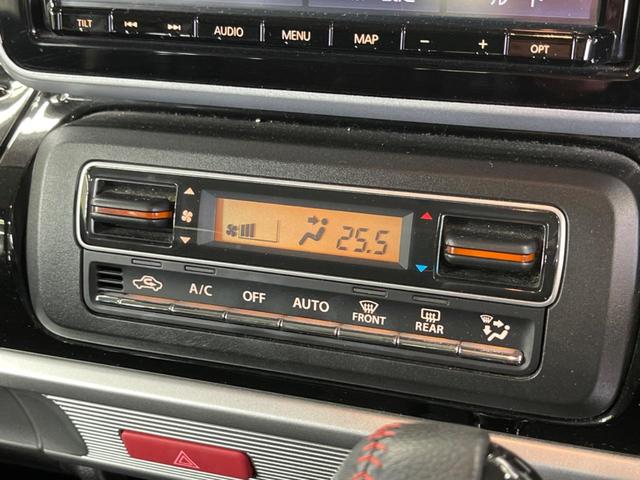 TILT AUDIO MENU MAP − + OPT
25.5
A/C OFF AUTO FRONT REAR